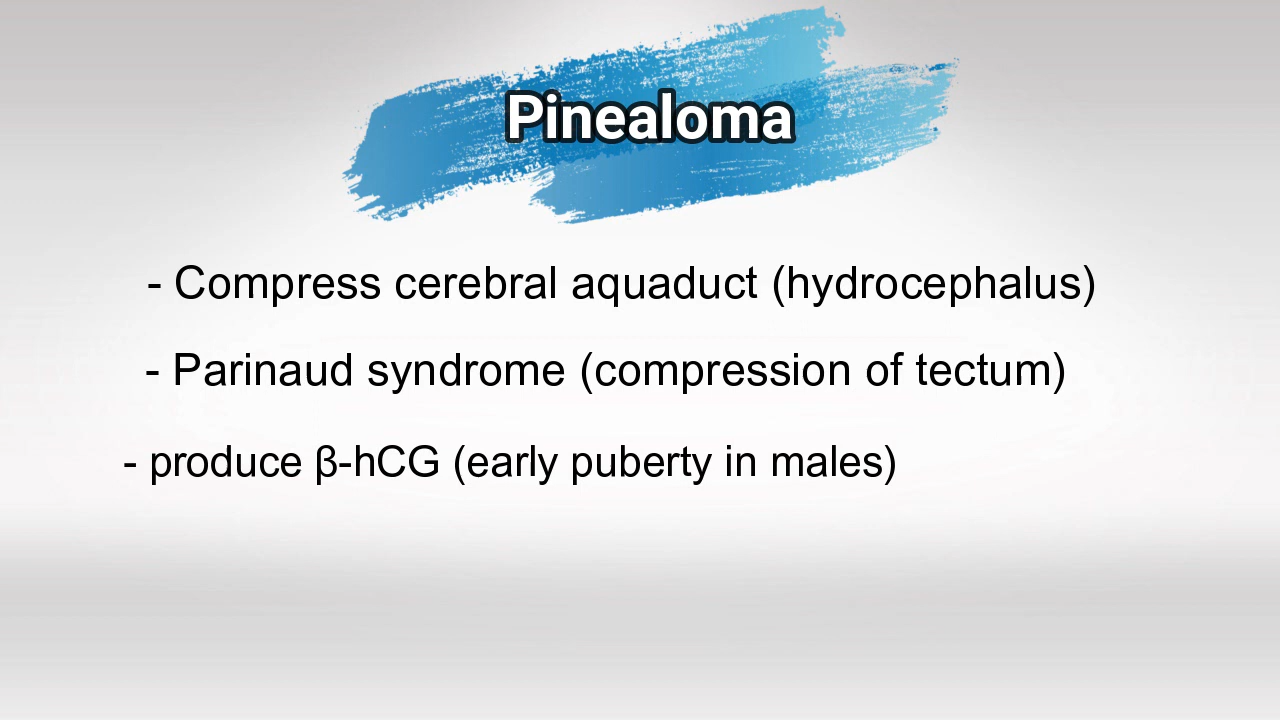 Pinealoma
- Compress cerebral aquaduct (hydrocephalus)
- Parinaud syndrome (compression of tectum)
- produce β-hCG (early puberty in males)